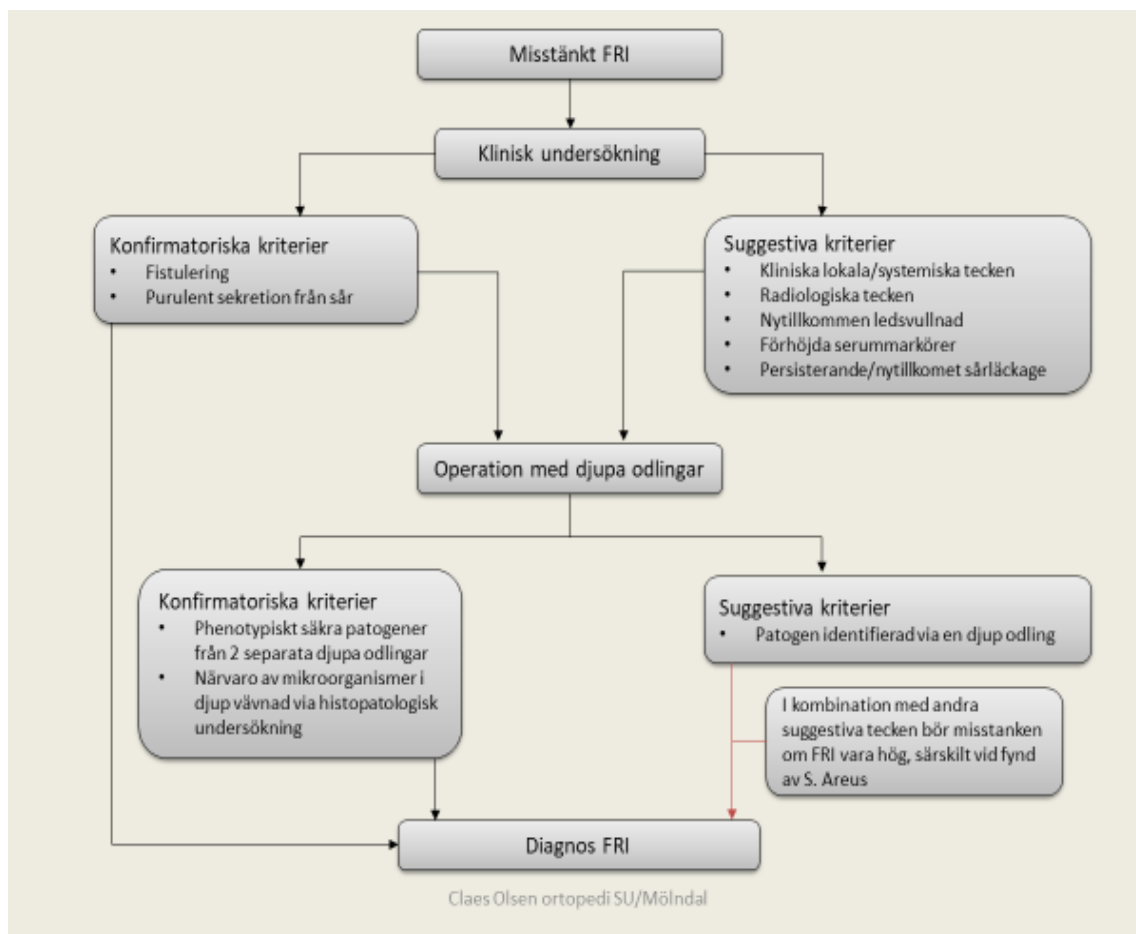 Misstänkt FRI
Klinisk undersökning
Konfirmatoriska kriterier
• Fistulering
• Purulent sekretion från sår
Suggestiva kriterier
• Kliniska lokala/systemiska tecken
• Radiologiska tecken
• Nytillkommen ledsvullnad
• Förhöjda serummarkörer
• Persisterande/nytillkomet sårläckage
Operation med djupa odlingar
Konfirmatoriska kriterier
• Phenotypiskt säkra patogener
från 2 separata djupa odlingar
• Närvaro av mikroorganismer i
djup vävnad via histopatologisk
undersökning
Suggestiva kriterier
• Patogen identifierad via en djup odling
I kombination med andra
suggestiva tecken bör misstanken
om FRI vara hög, särskilt vid fynd
av S. Areus
Diagnos FRI
Claes Olsen ortopedi SU/Mölndal